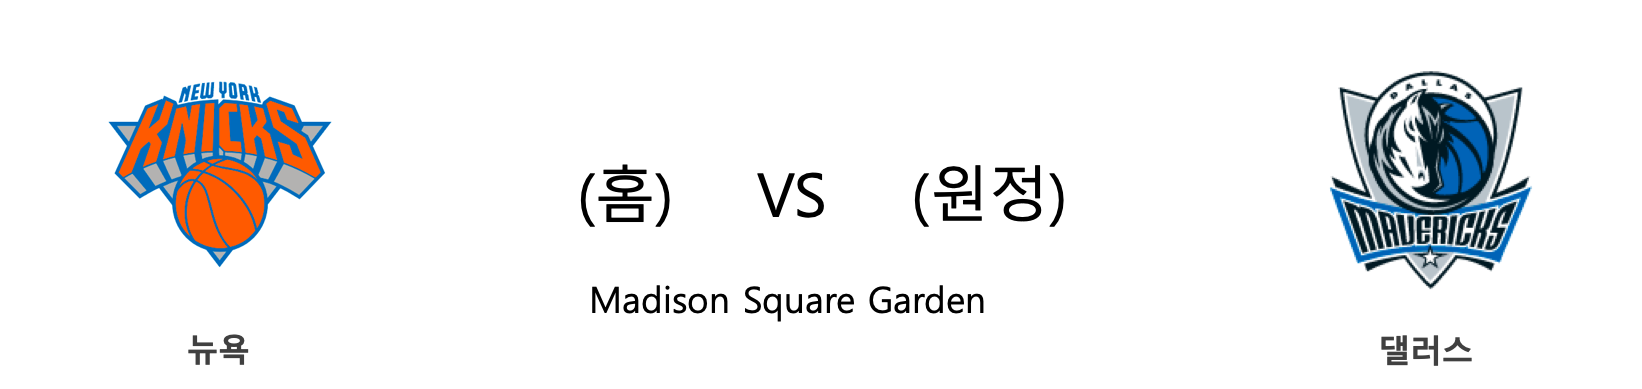 NEW YORK
KNICKS
DALLAS
MAVERICKS
(홈) VS (원정)
Madison Square Garden
뉴욕
댈러스